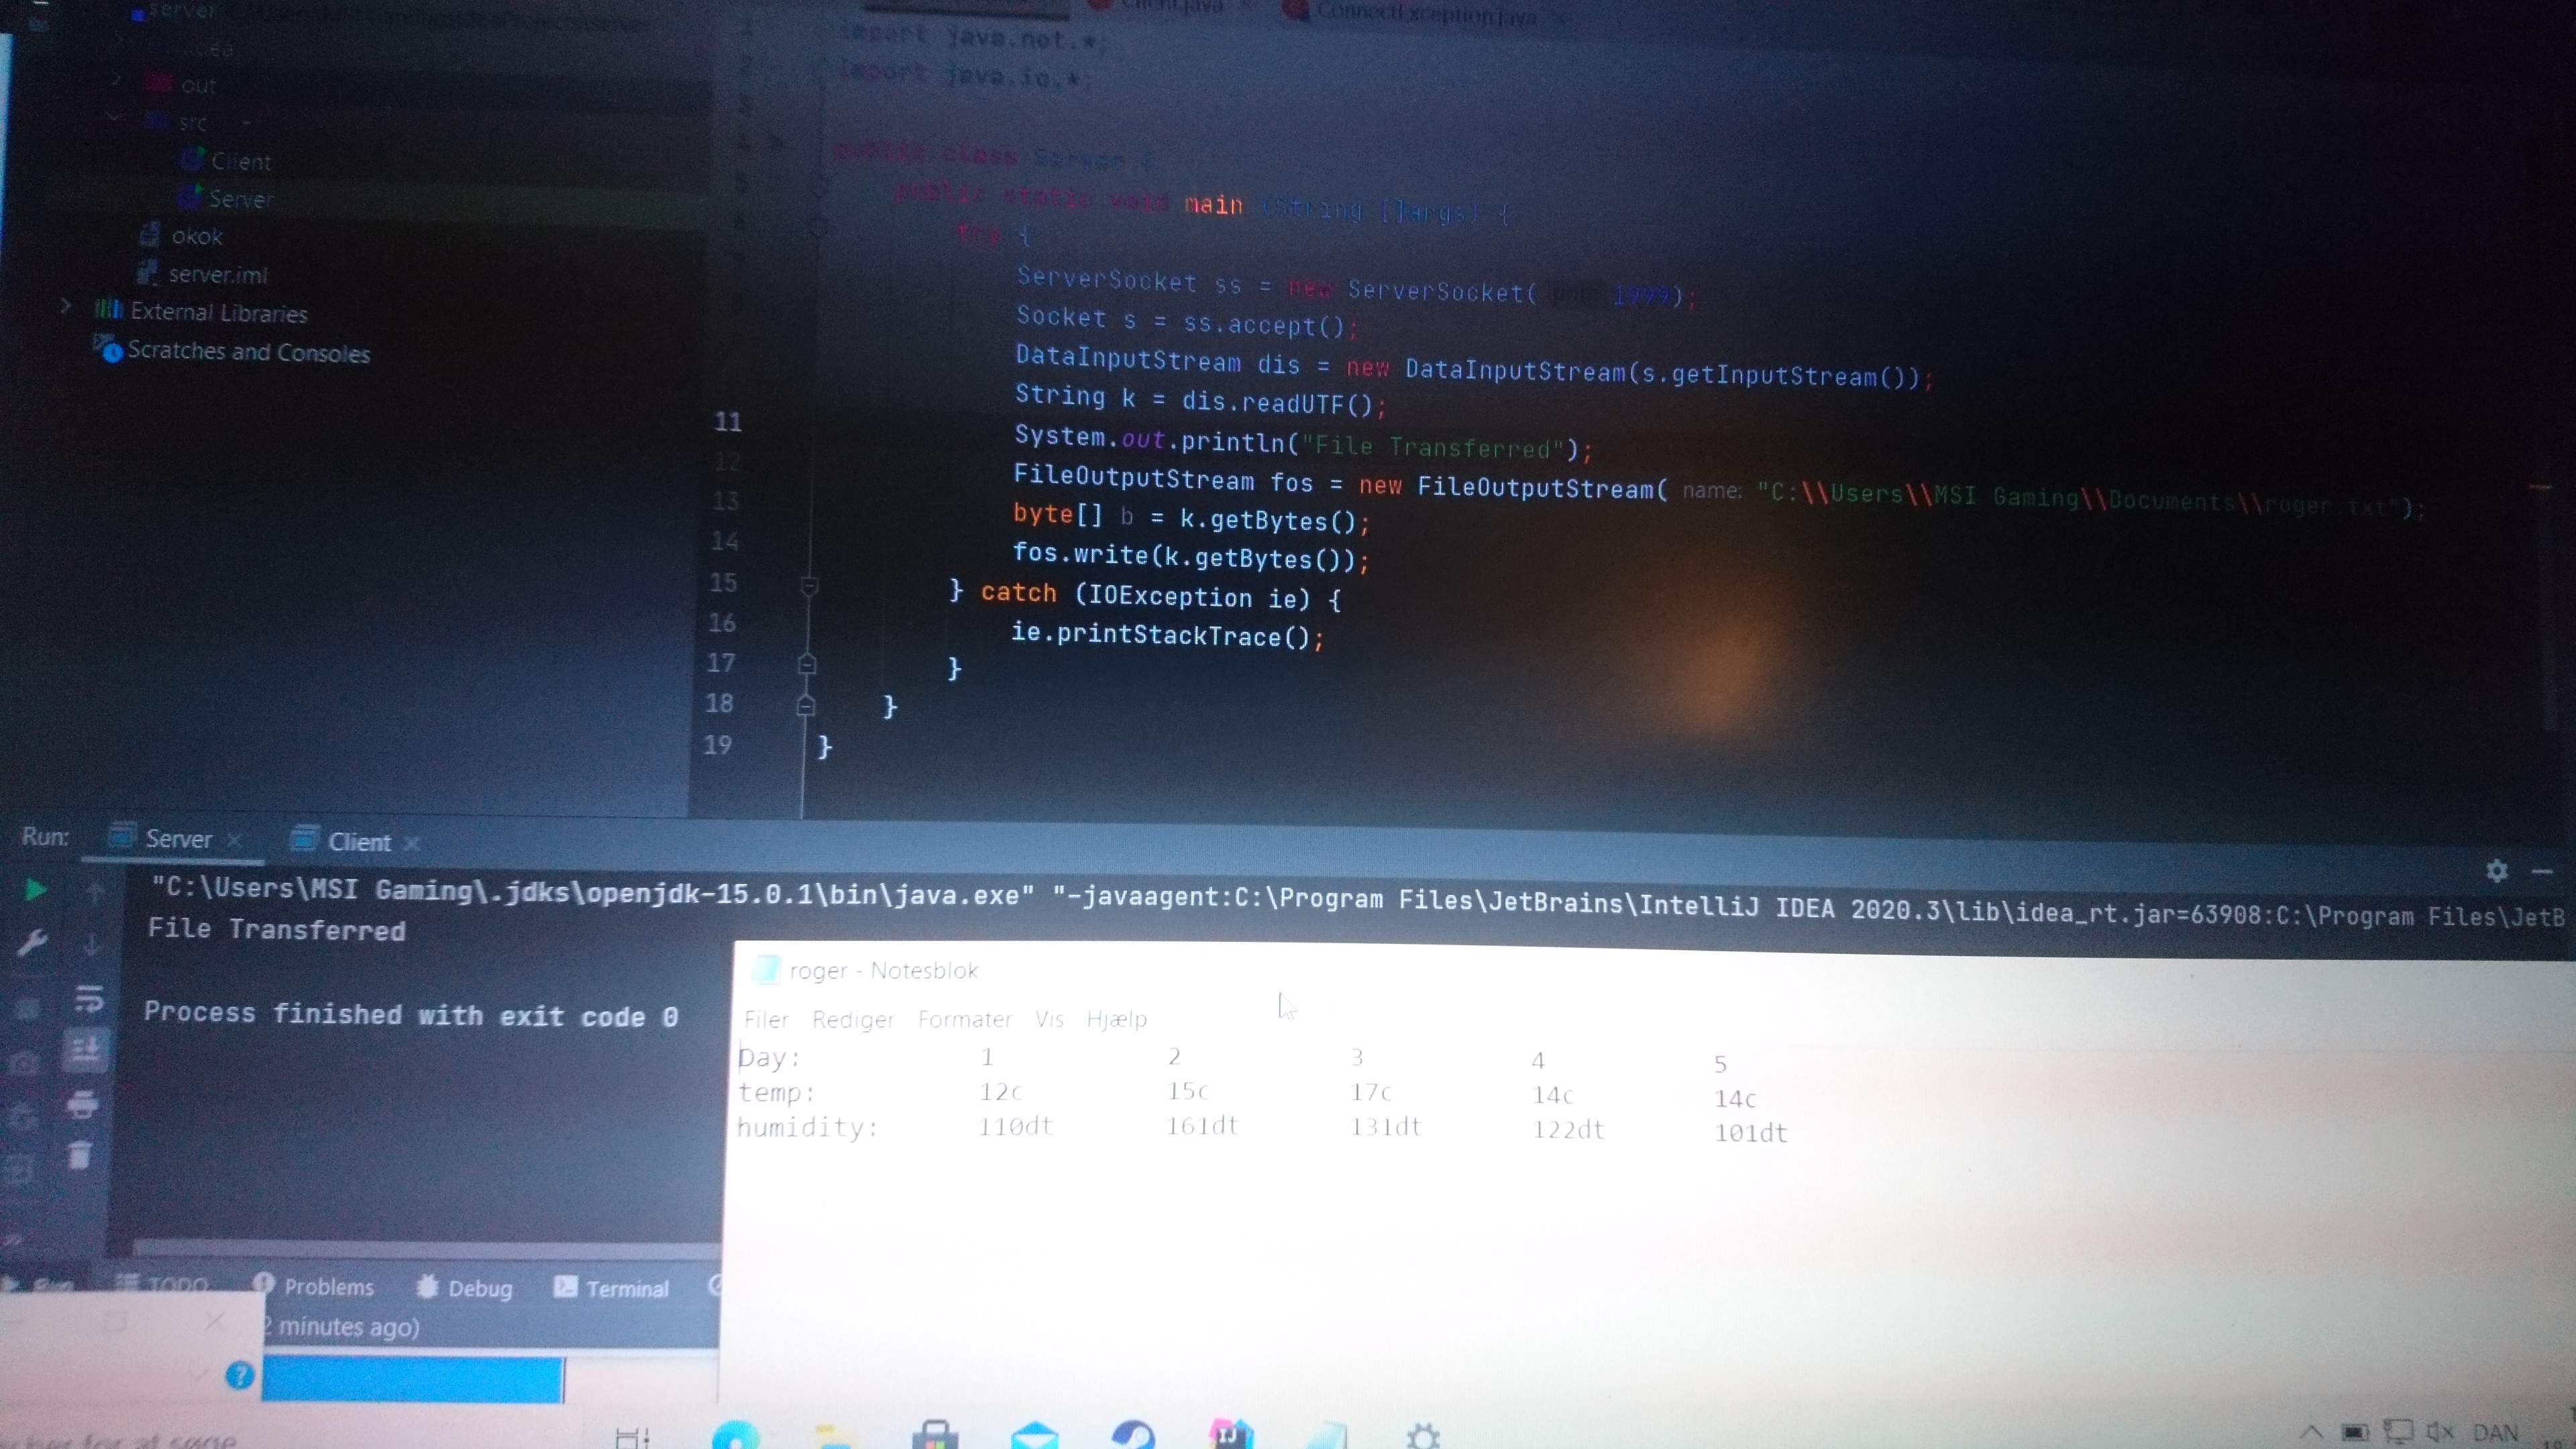 server
out
src
Client
Server
okok
server.iml
External Libraries
Scratches and Consoles
Client.java
ConnectException.java
1 import java.net.*;
2 import java.io.*;
3
public class Server {
5 public static void main (String []args) {
try {
ServerSocket ss = new ServerSocket( port: 1999);
Socket s = ss.accept();
DataInputStream dis = new DataInputStream(s.getInputStream());
String k = dis.readUTF();
11 System.out.println("File Transferred");
12 FileOutputStream fos = new FileOutputStream( name: "C:\\Users\\MSI Gaming\\Documents\\roger.txt");
13 byte[] b = k.getBytes();
14 fos.write(k.getBytes());
15 } catch (IOException ie) {
16 ie.printStackTrace();
17 }
18 }
19 }
Run: Server Client
"C:\Users\MSI Gaming\.jdks\openjdk-15.0.1\bin\java.exe" "-javaagent:C:\Program Files\JetBrains\IntelliJ IDEA 2020.3\lib\idea_rt.jar=63908:C:\Program Files\JetB
File Transferred
Process finished with exit code 0
roger - Notesblok
Filer Rediger Formater Vis Hjælp
Day: 1 2 3 4 5
temp: 12c 15c 17c 14c 14c
humidity: 110dt 161dt 131dt 122dt 101dt
Run TODO Problems Debug Terminal
2 minutes ago)
DAN